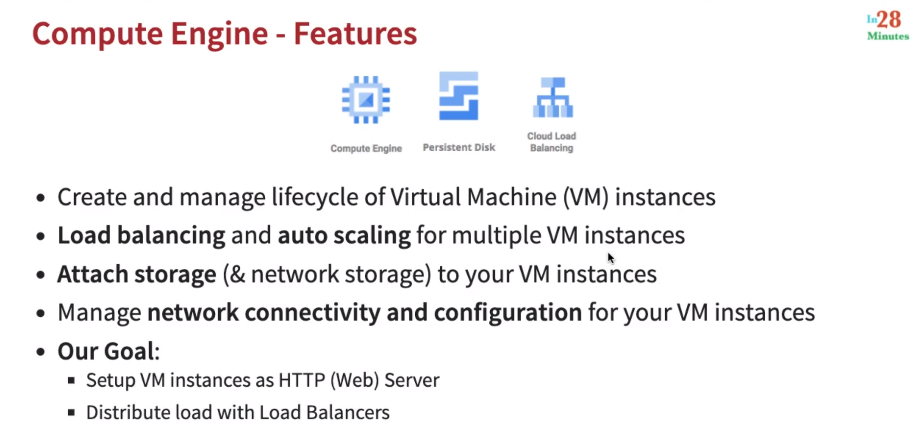 Compute Engine - Features
In28
Minutes
Compute Engine
Persistent Disk
Cloud Load
Balancing
• Create and manage lifecycle of Virtual Machine (VM) instances
• Load balancing and auto scaling for multiple VM instances
• Attach storage (& network storage) to your VM instances
• Manage network connectivity and configuration for your VM instances
• Our Goal:
▪ Setup VM instances as HTTP (Web) Server
▪ Distribute load with Load Balancers